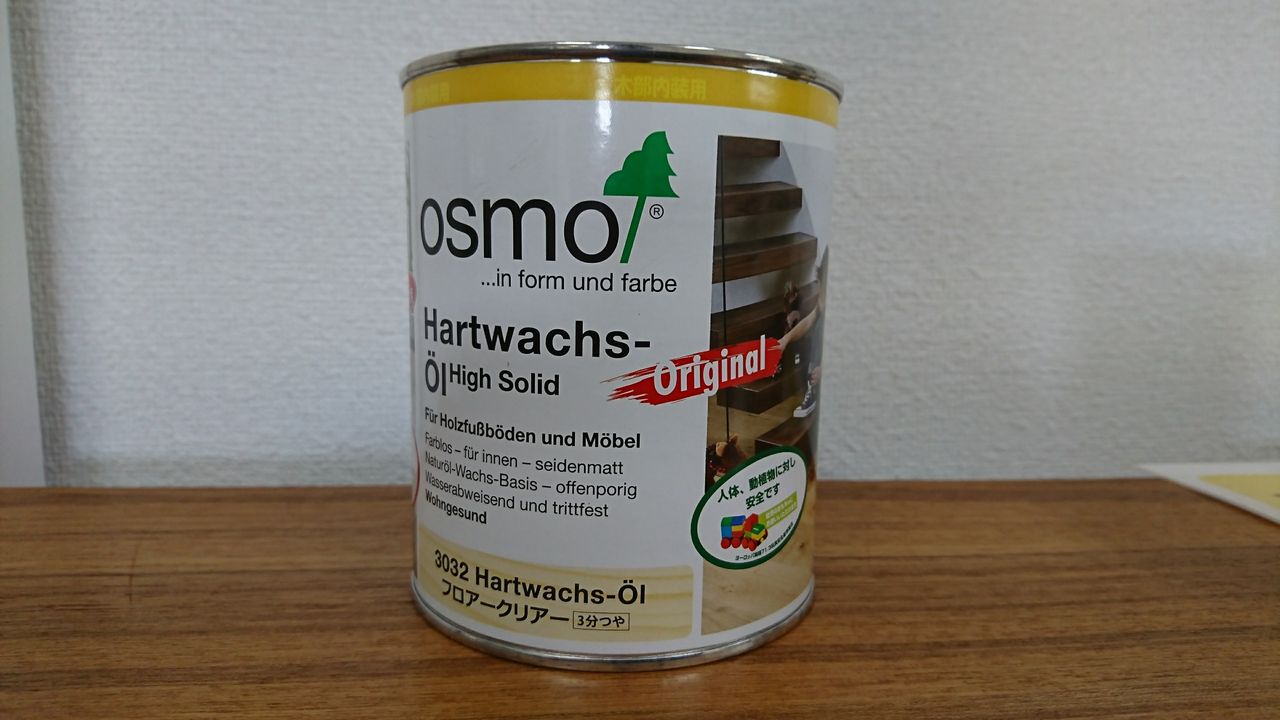 木部内装用
osmo
®
...in form und farbe
Hartwachs-
Öl High Solid
Original
Für Holzfußböden und Möbel
Farblos – für innen – seidenmatt
Naturöl-Wachs-Basis – offenporig
Wasserabweisend und trittfest
Wohngesund
人体、動植物に対し
安全です
3032 Hartwachs-Öl
フロアークリアー 3分つや